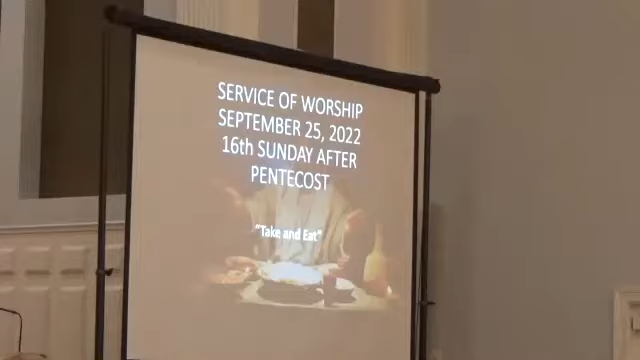 SERVICE OF WORSHIP
SEPTEMBER 25, 2022
16th SUNDAY AFTER
PENTECOST
"Take and Eat"